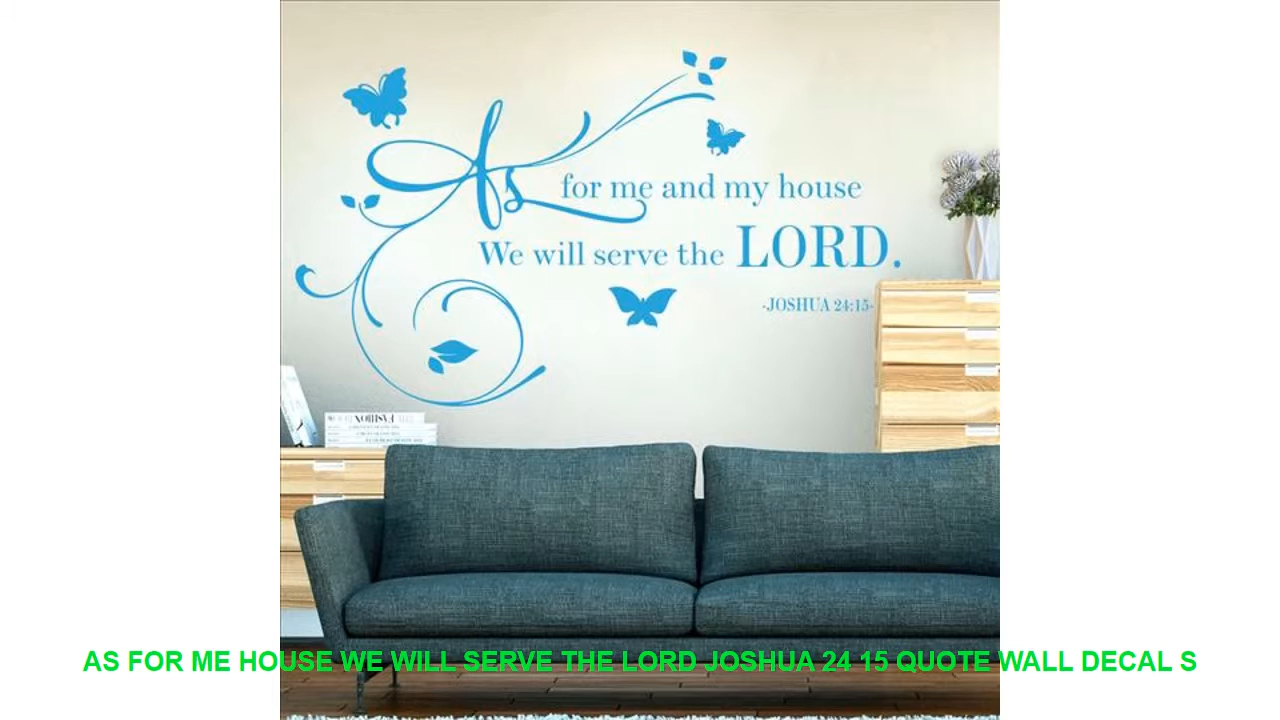 As for me and my house
We will serve the LORD.
-JOSHUA 24:15-
FASHION
AS FOR ME HOUSE WE WILL SERVE THE LORD JOSHUA 24 15 QUOTE WALL DECAL S